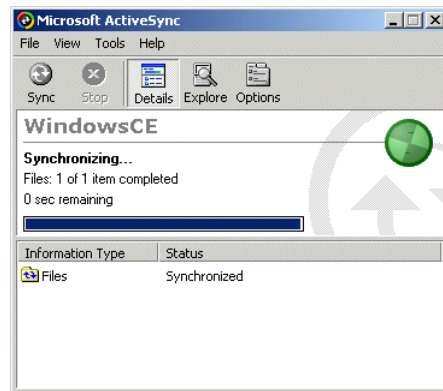 Microsoft ActiveSync
File View Tools Help
Sync Stop Details Explore Options
WindowsCE
Synchronizing...
Files: 1 of 1 item completed
0 sec remaining
Information Type Status
Files Synchronized